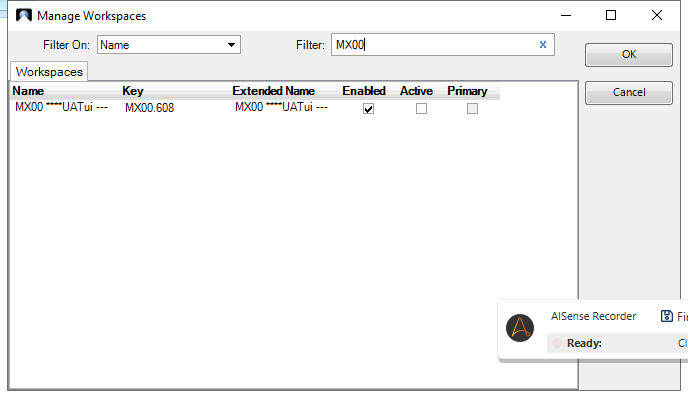 Manage Workspaces
Filter On: Name Filter: MX00 x OK
Workspaces Cancel
Name Key Extended Name Enabled Active Primary
MX00 ****UATui --- MX00.608 MX00 ****UATui ---
AISense Recorder Fir
Ready: Cl